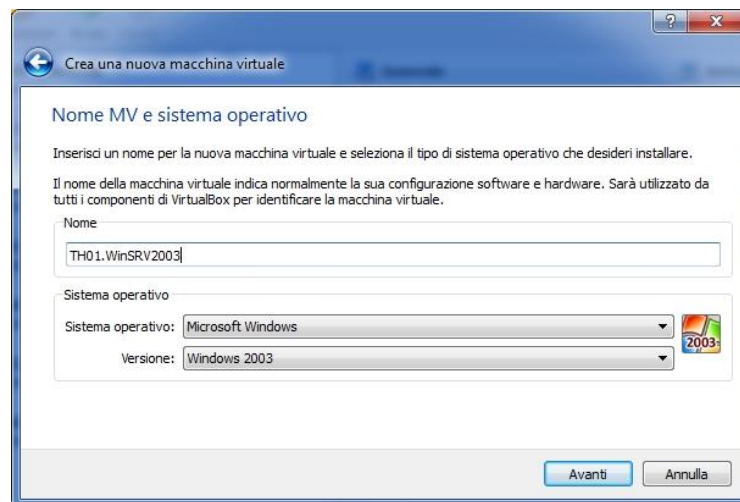 Crea una nuova macchina virtuale
Nome MV e sistema operativo
Inserisci un nome per la nuova macchina virtuale e seleziona il tipo di sistema operativo che desideri installare.
Il nome della macchina virtuale indica normalmente la sua configurazione software e hardware. Sarà utilizzato da
tutti i componenti di VirtualBox per identificare la macchina virtuale.
Nome
TH01.WinSRV2003
Sistema operativo
Sistema operativo: Microsoft Windows
2003
Versione: Windows 2003
Avanti Annulla